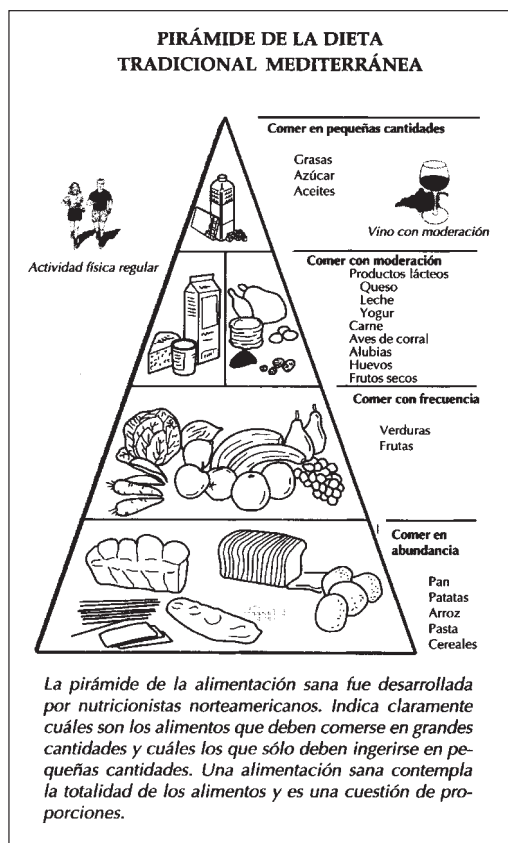 PIRÁMIDE DE LA DIETA
TRADICIONAL MEDITERRÁNEA
Comer en pequeñas cantidades
Grasas
Azúcar
Aceites
Vino con moderación
Actividad física regular
Comer con moderación
Productos lácteos
Queso
Leche
Yogur
Carne
Aves de corral
Alubias
Huevos
Frutos secos
Comer con frecuencia
Verduras
Frutas
Comer en
abundancia
Pan
Patatas
Arroz
Pasta
Cereales
La pirámide de la alimentación sana fue desarrollada
por nutricionistas norteamericanos. Indica claramente
cuáles son los alimentos que deben comerse en grandes
cantidades y cuáles los que sólo deben ingerirse en pe-
queñas cantidades. Una alimentación sana contempla
la totalidad de los alimentos y es una cuestión de pro-
porciones.